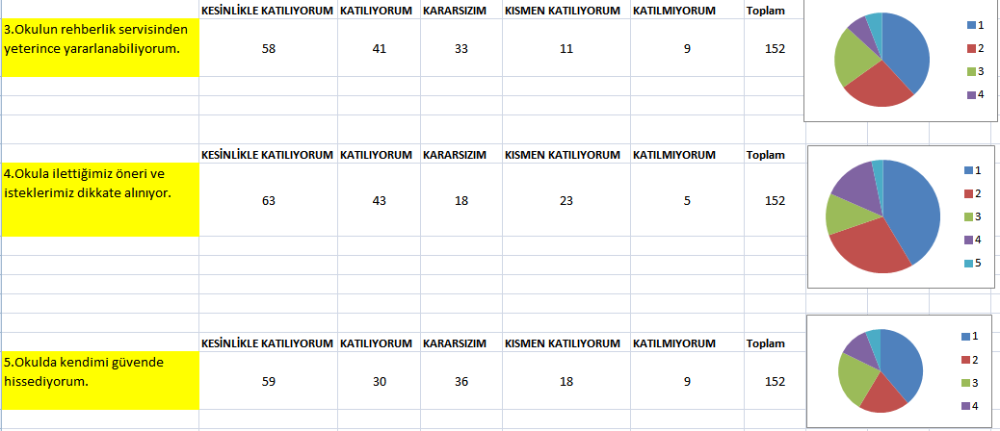 KESİNLİKLE KATILIYORUM KATILIYORUM KARARSIZIM KISMEN KATILIYORUM KATILMIYORUM Toplam
3.Okulun rehberlik servisinden
yeterince yararlanabiliyorum.
58 41 33 11 9 152
1
2
3
4
KESİNLİKLE KATILIYORUM KATILIYORUM KARARSIZIM KISMEN KATILIYORUM KATILMIYORUM Toplam
4.Okula ilettiğimiz öneri ve
isteklerimiz dikkate alınıyor.
63 43 18 23 5 152
1
2
3
4
5
KESİNLİKLE KATILIYORUM KATILIYORUM KARARSIZIM KISMEN KATILIYORUM KATILMIYORUM Toplam
5.Okulda kendimi güvende
hissediyorum.
59 30 36 18 9 152
1
2
3
4